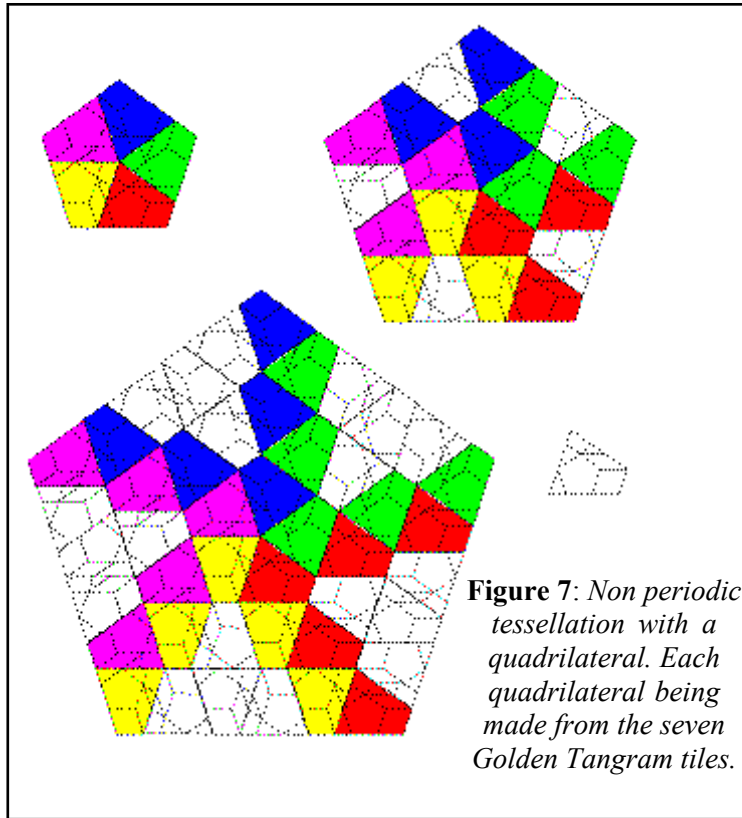 Figure 7: Non periodic
tessellation with a
quadrilateral. Each
quadrilateral being
made from the seven
Golden Tangram tiles.